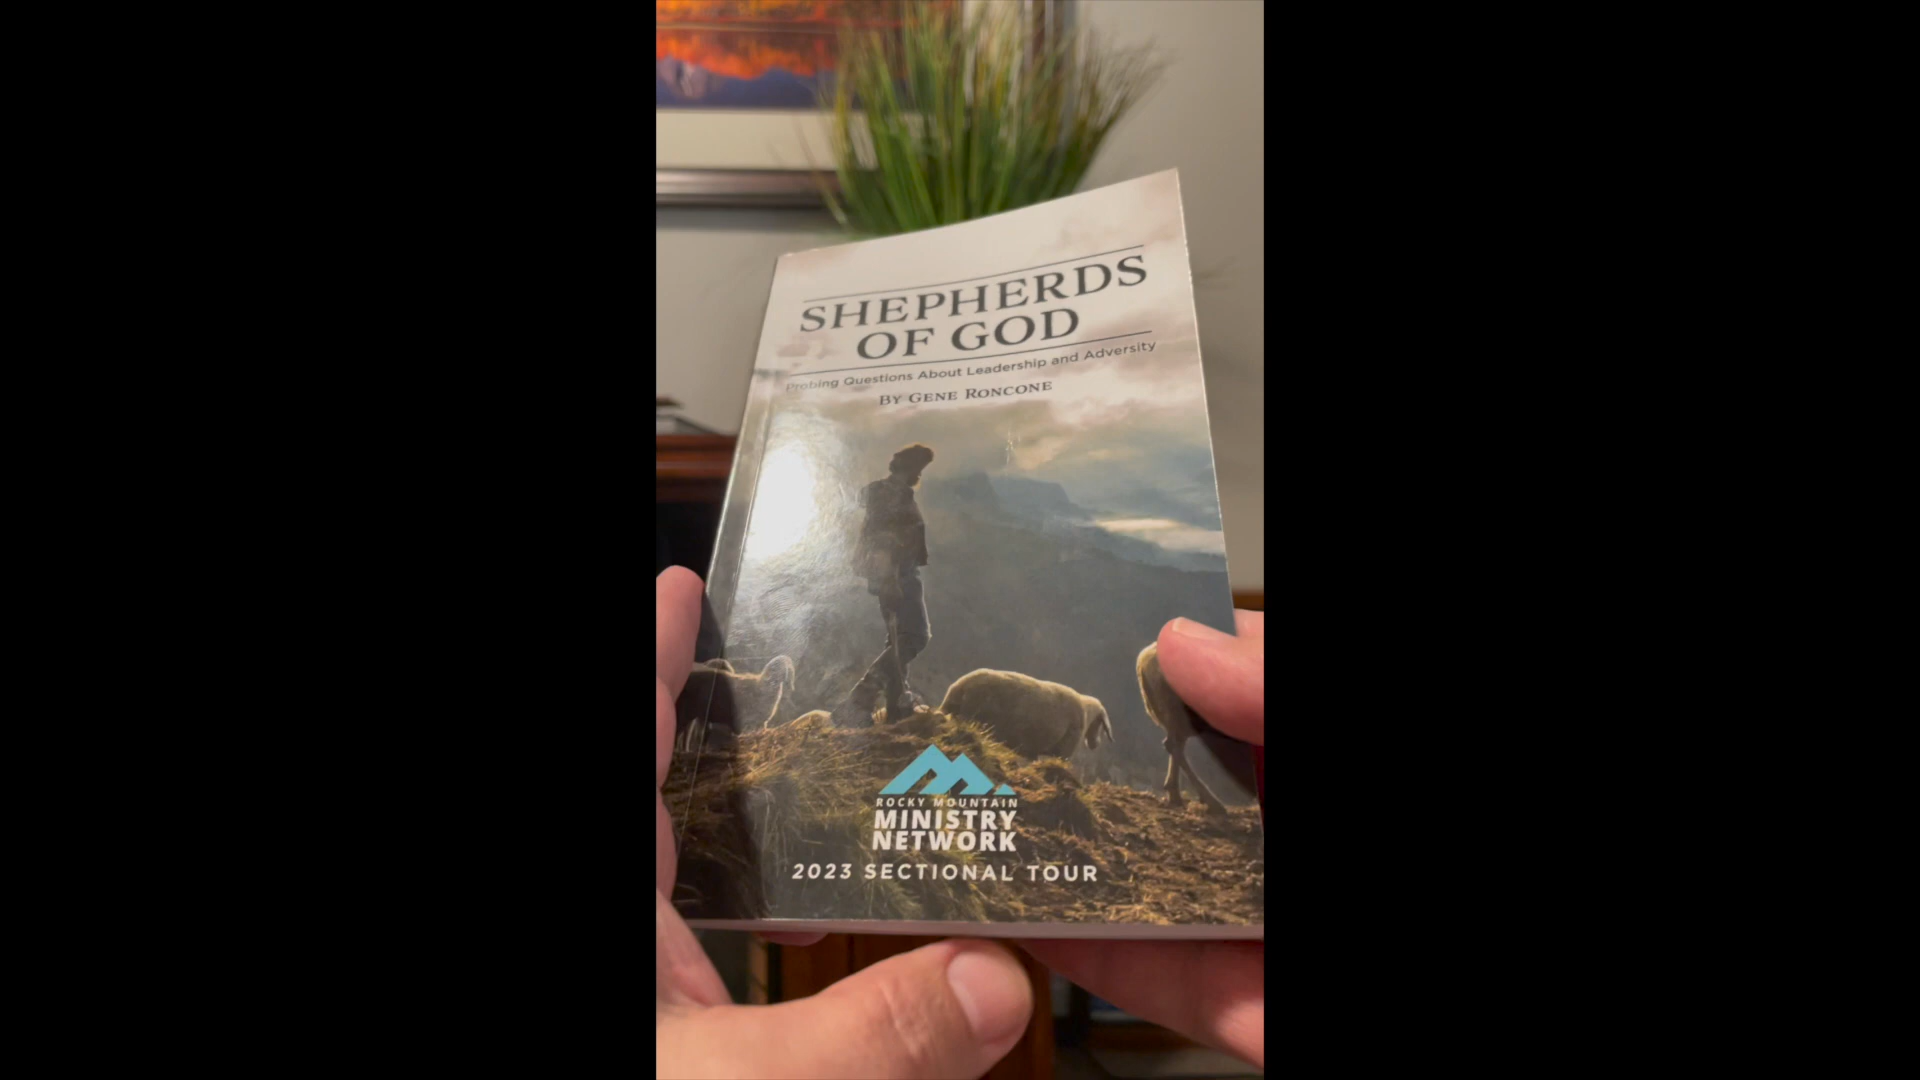 SHEPHERDS
OF GOD
Probing Questions About Leadership and Adversity
BY GENE RONCONE
ROCKY MOUNTAIN
MINISTRY
NETWORK
2023 SECTIONAL TOUR